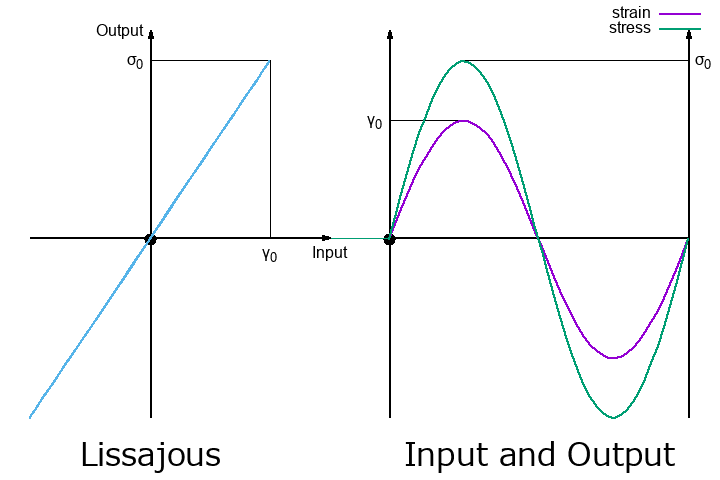 strain
stress
Output
σ0
σ0
γ0
γ0
Input
Lissajous
Input and Output